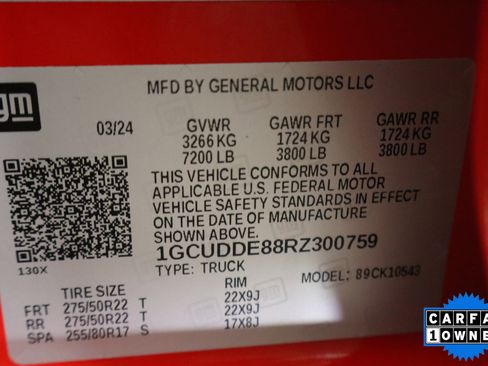 gm
MFD BY GENERAL MOTORS LLC
03/24 GVWR GAWR FRT GAWR RR
3266 KG 1724 KG 1724 KG
7200 LB 3800 LB 3800 LB
THIS VEHICLE CONFORMS TO ALL
APPLICABLE U.S. FEDERAL MOTOR
VEHICLE SAFETY STANDARDS IN EFFECT
ON THE DATE OF MANUFACTURE
SHOWN ABOVE.
1GCUDDE88RZ300759
130X
TYPE: TRUCK MODEL: 89CK10543
TIRE SIZE RIM
FRT 275/50R22 T 22X9J
RR 275/50R22 T 22X9J
SPA 255/80R17 S 17X8J
CARFA
1 OWNE